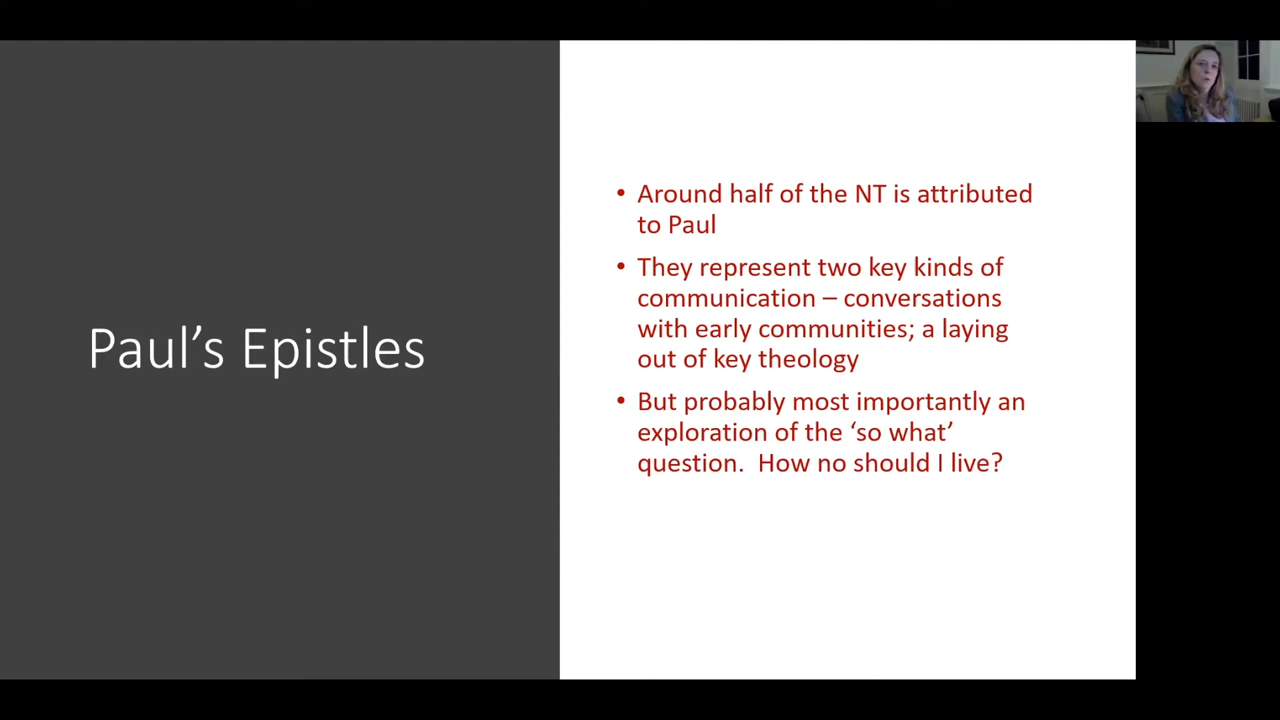 Paul’s Epistles
• Around half of the NT is attributed
to Paul
• They represent two key kinds of
communication – conversations
with early communities; a laying
out of key theology
• But probably most importantly an
exploration of the ‘so what’
question.  How no should I live?